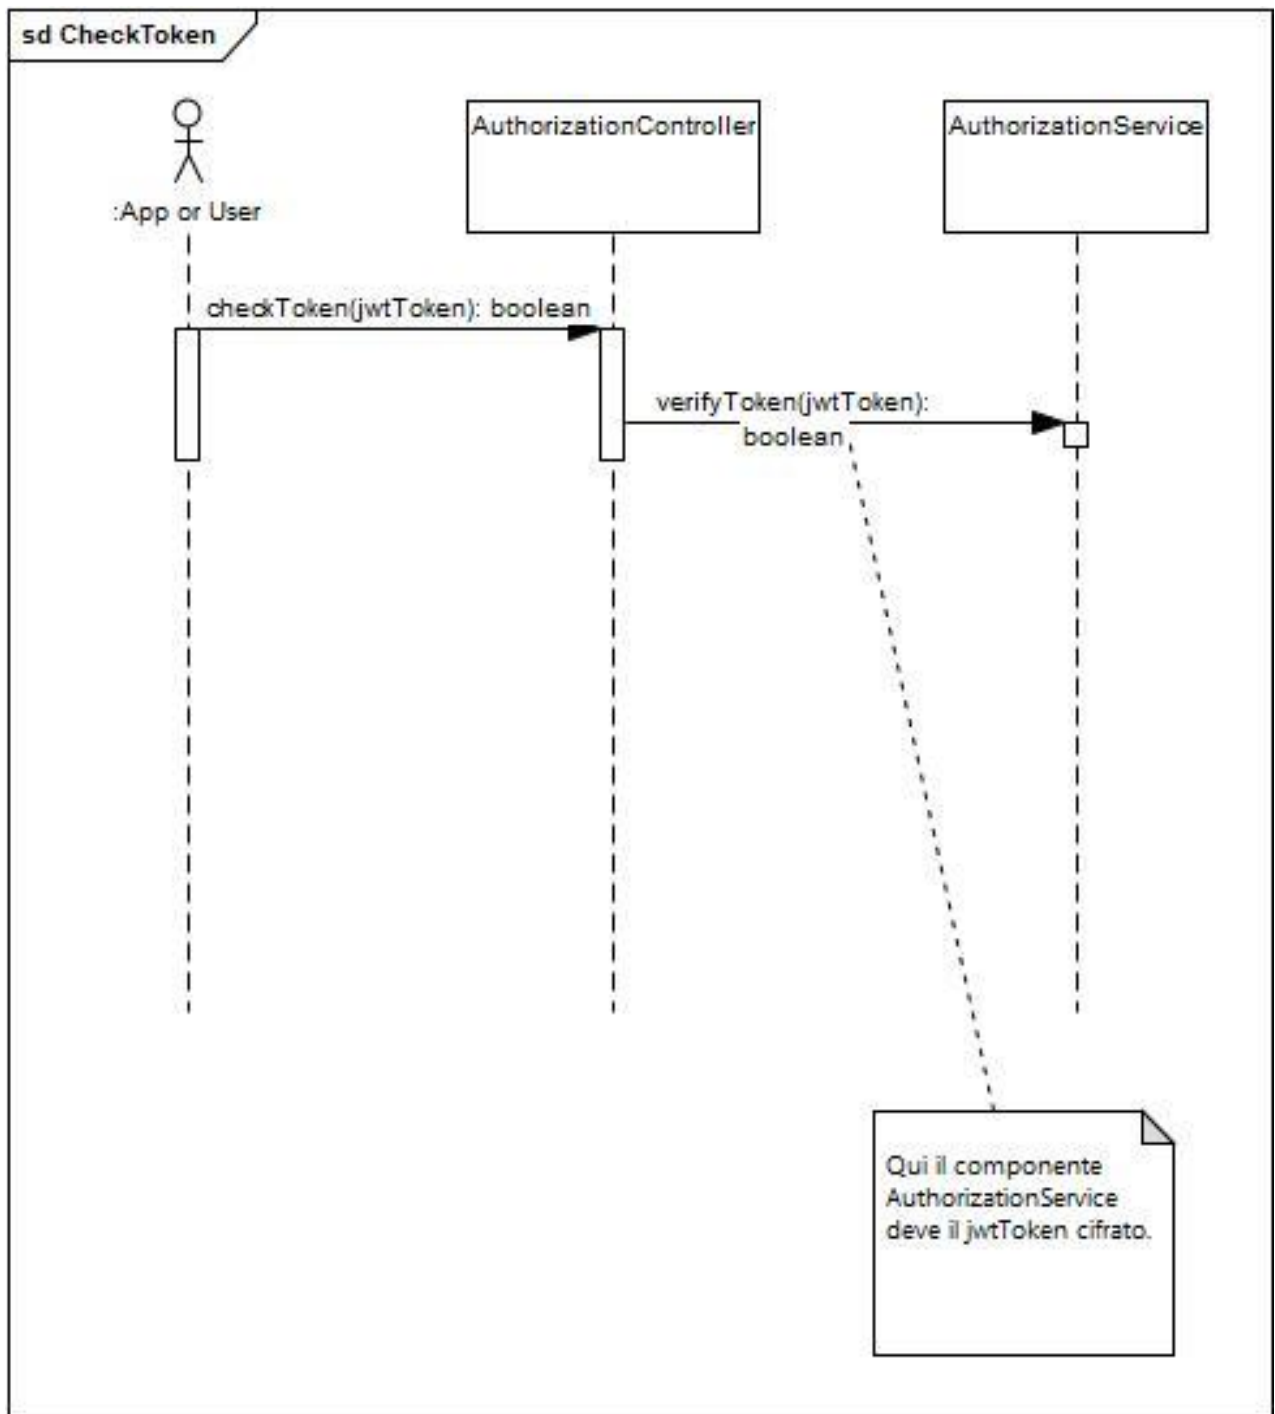 sd CheckToken
AuthorizationController
AuthorizationService
:App or User
checkToken(jwtToken): boolean
verifyToken(jwtToken):
boolean
Qui il componente
AuthorizationService
deve il jwtToken cifrato.